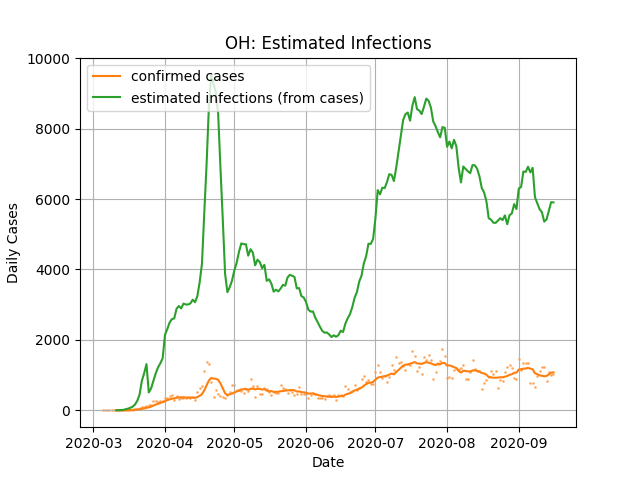 OH: Estimated Infections
confirmed cases
estimated infections (from cases)
10000
8000
6000
4000
2000
0
Daily Cases
2020-03
2020-04
2020-05
2020-06
2020-07
2020-08
2020-09
Date